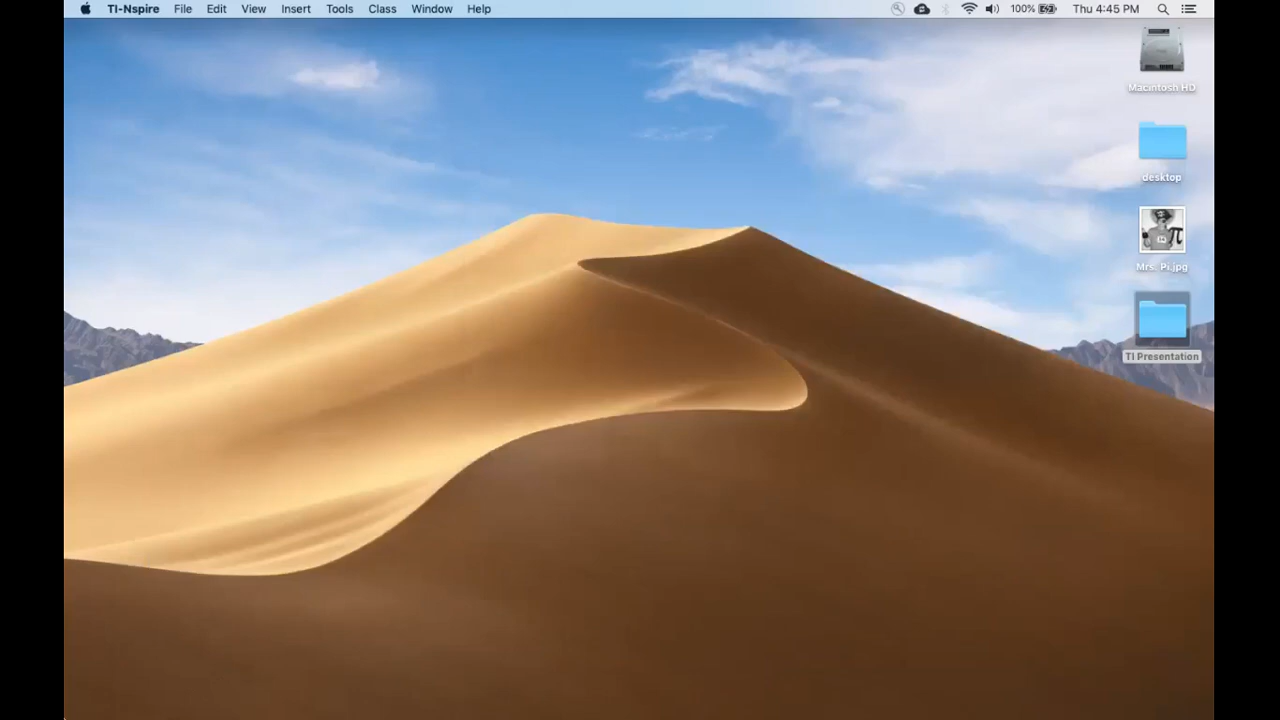 TI-Nspire File Edit View Insert Tools Class Window Help 100% Thu 4:45 PM
Macintosh HD
desktop
Mrs. Pi.jpg
TI Presentation